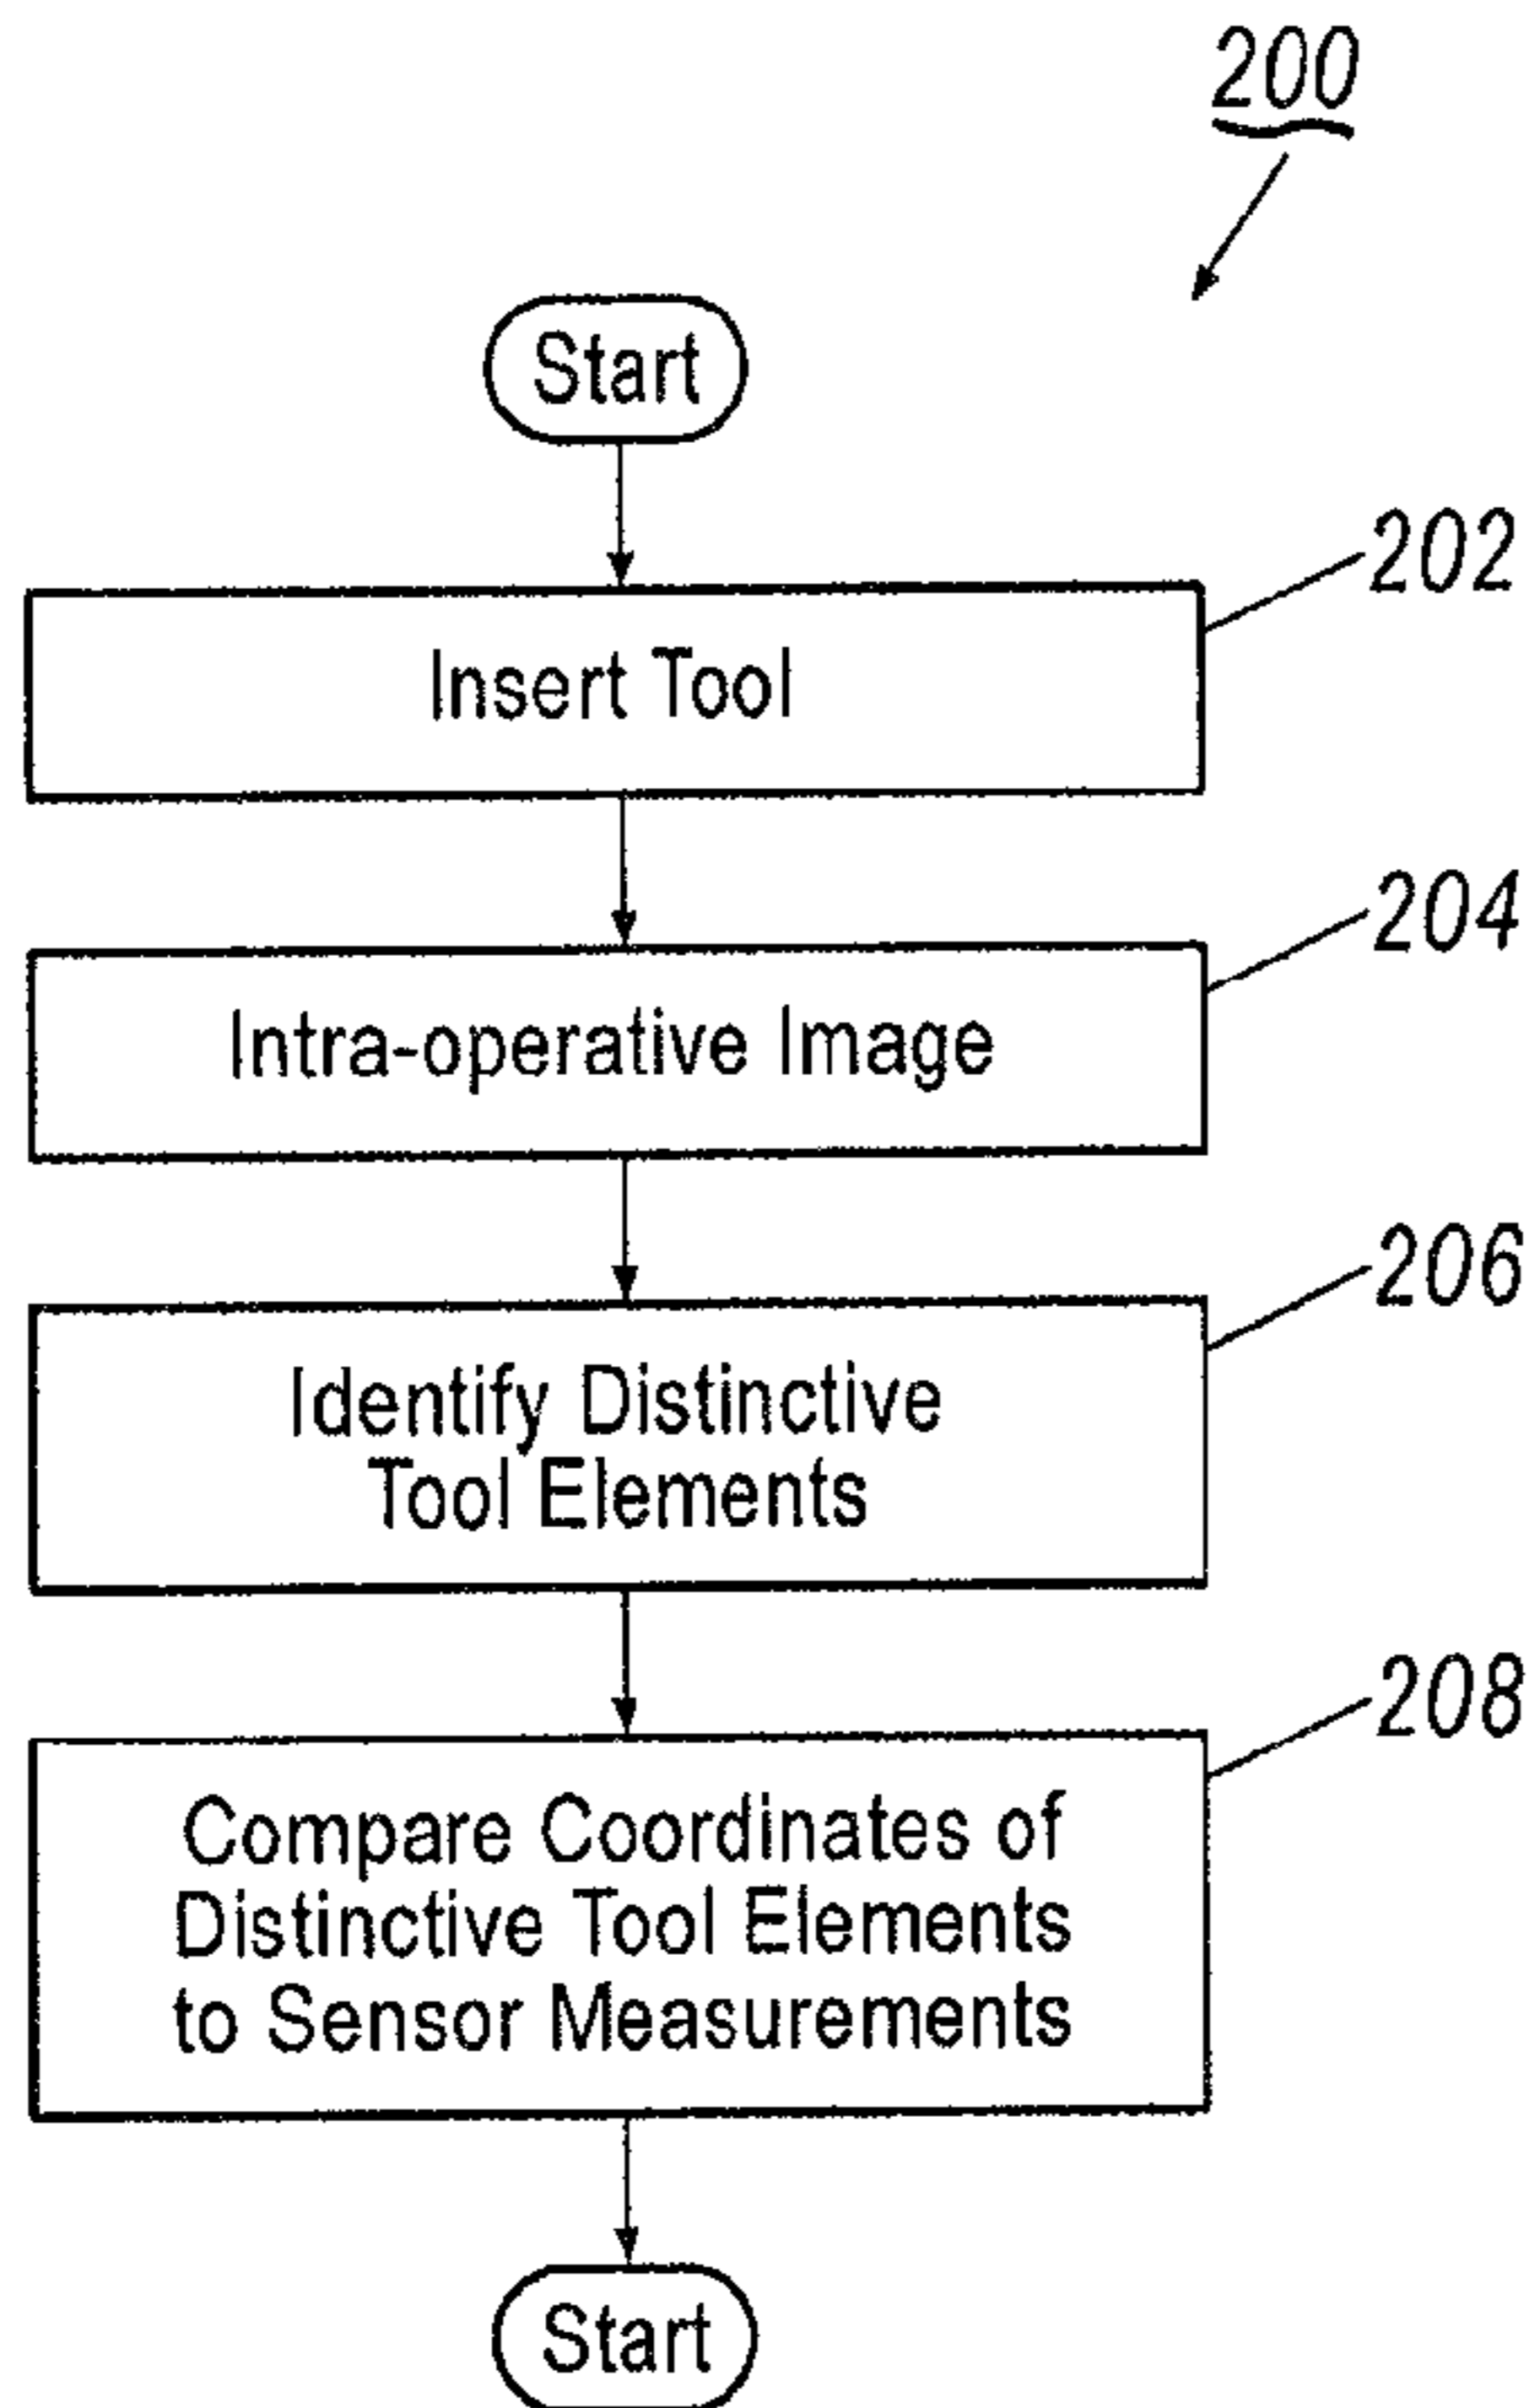 200
Start
202
Insert Tool
204
Intra-operative Image
206
Identify Distinctive
Tool Elements
208
Compare Coordinates of
Distinctive Tool Elements
to Sensor Measurements
Start